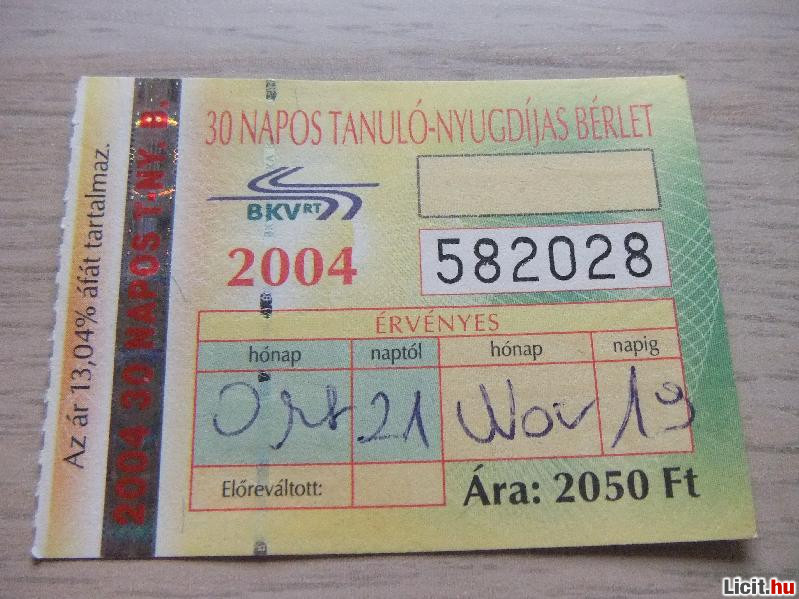 Az ár 13,04% áfát tartalmaz.
2004 30 NAPOS T-NY. B.
30 NAPOS TANULÓ-NYUGDÍJAS BÉRLET
BKV RT
2004
582028
ÉRVÉNYES
hónap naptól hónap napig
Okt 21 Nov 19
Előreváltott:
Ára: 2050 Ft
Licit.hu